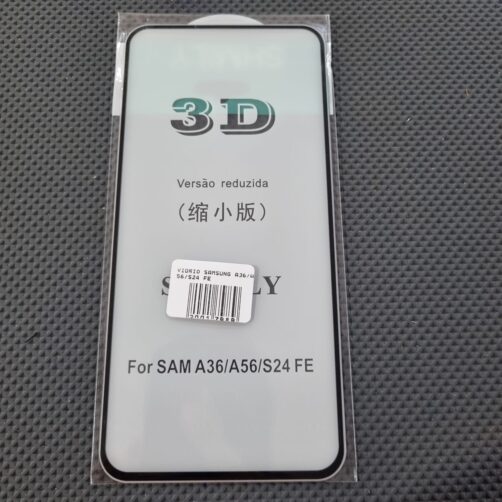 3D
Versão reduzida
(缩小版)
VIDRIO SAMSUNG A36/A
56/S24 FE
For SAM A36/A56/S24 FE